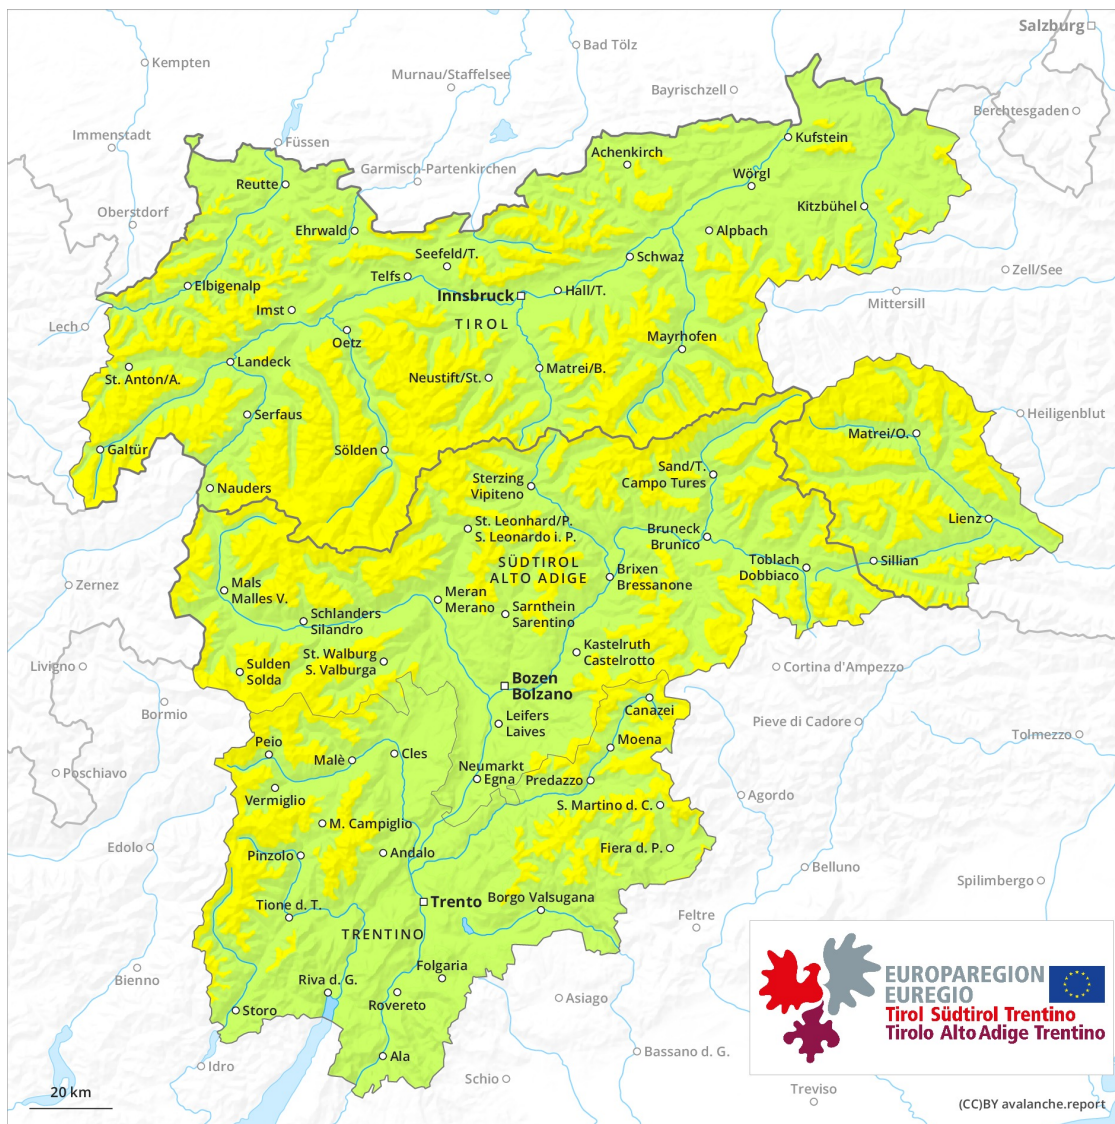 Salzburg
Bad Tölz
Kempten
Murnau/Staffelsee
Bayrischzell
Berchtesgaden
Immenstadt
Füssen
Kufstein
Achenkirch
Garmisch-Partenkirchen
Wörgl
Reutte
Oberstdorf
Kitzbühel
Ehrwald
Alpbach
Seefeld/T.
Schwaz
Zell/See
Telfs
Elbigenalp
Innsbruck
Hall/T.
Mittersill
Imst
TIROL
Lech
Oetz
Mayrhofen
Landeck
Matrei/B.
St. Anton/A.
Neustift/St.
Serfaus
Heiligenblut
Matrei/O.
Galtür
Sölden
Sand/T.
Campo Tures
Sterzing
Vipiteno
Nauders
Lienz
St. Leonhard/P.
S. Leonardo i. P.
Bruneck
Brunico
SÜDTIROL
ALTO ADIGE
Toblach
Dobbiaco
Sillian
Brixen
Bressanone
Zernez
Mals
Malles V.
Meran
Merano
Sarnthein
Sarentino
Schlanders
Silandro
Kastelruth
Castelrotto
St. Walburg
S. Valburga
Livigno
Sulden
Solda
Cortina d'Ampezzo
Bozen
Bolzano
Canazei
Bormio
Leifers
Laives
Pieve di Cadore
Moena
Tolmezzo
Peio
Cles
Malè
Poschiavo
Neumarkt
Egna
Predazzo
Vermiglio
Agordo
S. Martino d. C.
M. Campiglio
Edolo
Pinzolo
Andalo
Fiera d. P.
Belluno
Spilimbergo
Trento
Borgo Valsugana
Tione d. T.
Feltre
TRENTINO
Folgaria
Bienno
Riva d. G.
Rovereto
Asiago
Storo
EUROPAREGION
EUREGIO
Tirol Südtirol Trentino
Tirolo Alto Adige Trentino
Ala
Bassano d. G.
Idro
Schio
Treviso
20 km
(CC)BY avalanche.report